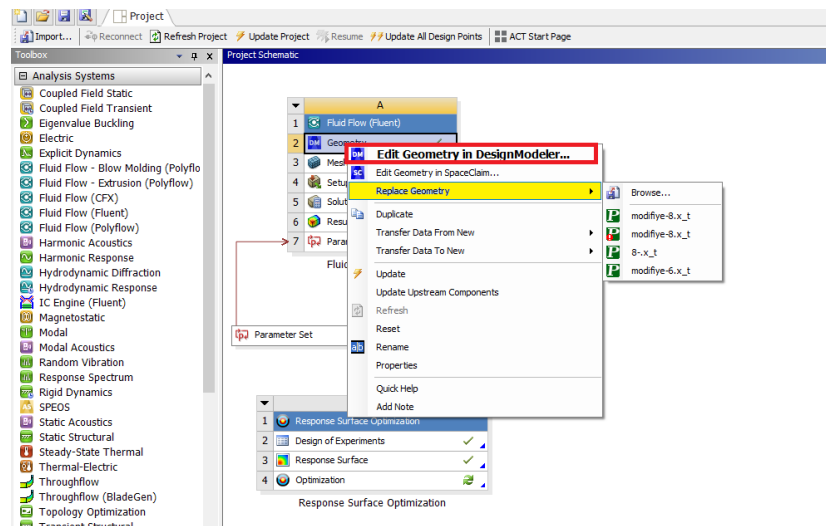 Project
Import... Reconnect Refresh Project Update Project Resume Update All Design Points ACT Start Page
Toolbox
Project Schematic
Analysis Systems
Coupled Field Static
Coupled Field Transient
Eigenvalue Buckling
Electric
Explicit Dynamics
Fluid Flow - Blow Molding (Polyflo
Fluid Flow - Extrusion (Polyflow)
Fluid Flow (CFX)
Fluid Flow (Fluent)
Fluid Flow (Polyflow)
Harmonic Acoustics
Harmonic Response
Hydrodynamic Diffraction
Hydrodynamic Response
IC Engine (Fluent)
Magnetostatic
Modal
Modal Acoustics
Random Vibration
Response Spectrum
Rigid Dynamics
SPEOS
Static Acoustics
Static Structural
Steady-State Thermal
Thermal-Electric
Throughflow
Throughflow (BladeGen)
Topology Optimization
A
1 Fluid Flow (Fluent)
2 DM Geometry
3 Mes
4 Setu
5 Solut
6 Resu
7 Parar
Fluid
Parameter Set
DM Edit Geometry in DesignModeler...
SC Edit Geometry in SpaceClaim...
Replace Geometry
Duplicate
Transfer Data From New
Transfer Data To New
Update
Update Upstream Components
Refresh
Reset
a|b Rename
Properties
Quick Help
Add Note
Browse...
modifiye-8.x_t
modifiye-8.x_t
8-.x_t
modifiye-6.x_t
1 Response Surface Optimization
2 Design of Experiments
3 Response Surface
4 Optimization
Response Surface Optimization